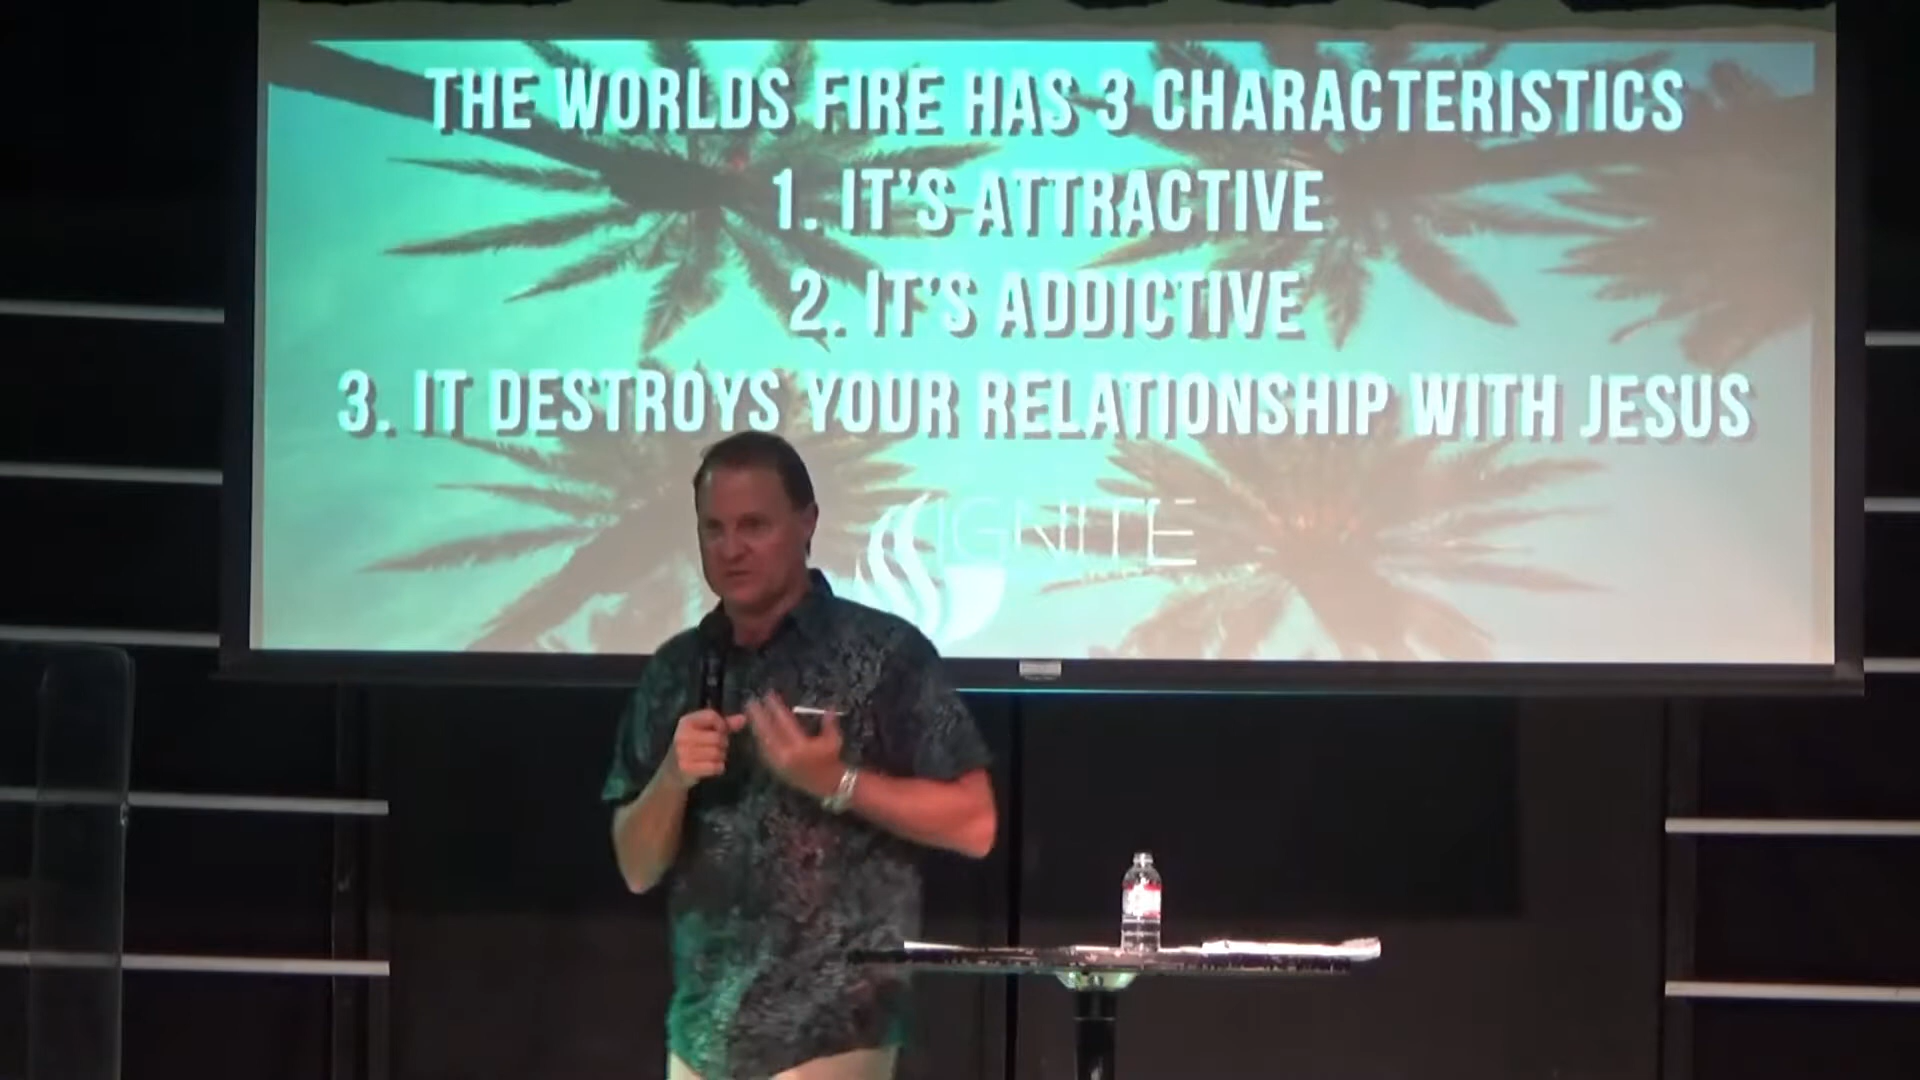 THE WORLDS FIRE HAS 3 CHARACTERISTICS
1. IT'S ATTRACTIVE
2. IT'S ADDICTIVE
3. IT DESTROYS YOUR RELATIONSHIP WITH JESUS
IGNITE